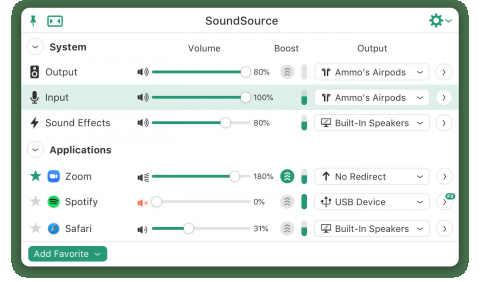 SoundSource
System Volume Boost Output
Output 80% Ammo's Airpods
Input 100% Ammo's Airpods
Sound Effects 80% Built-In Speakers
Applications
Zoom 180% No Redirect
Spotify 0% USB Device FX
Safari 31% Built-In Speakers
Add Favorite